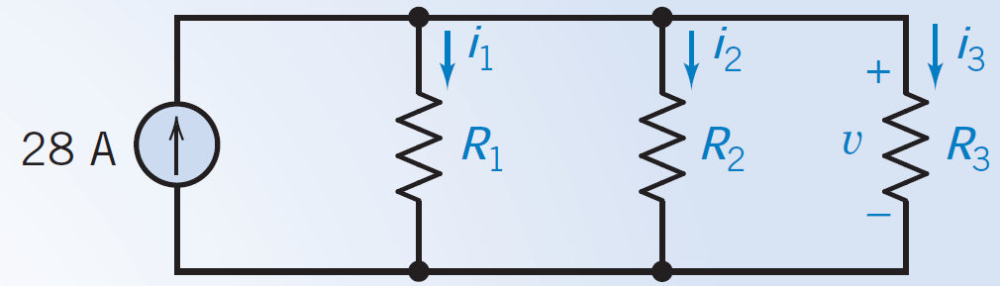 i₁ i₂ i₃
+
28 A R₁ R₂ v R₃
−